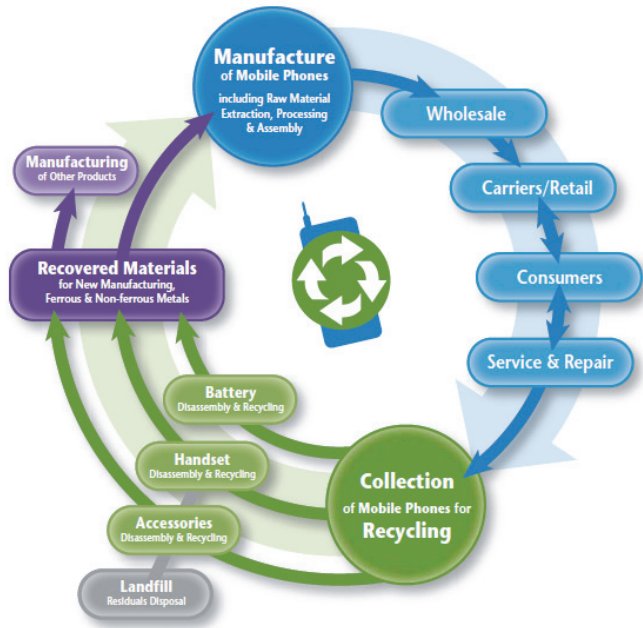 Manufacture
of Mobile Phones
including Raw Material
Extraction, Processing
& Assembly
Wholesale
Carriers/Retail
Consumers
Service & Repair
Collection
of Mobile Phones for
Recycling
Battery
Disassembly & Recycling
Handset
Disassembly & Recycling
Accessories
Disassembly & Recycling
Landfill
Residuals Disposal
Recovered Materials
for New Manufacturing,
Ferrous & Non-ferrous Metals
Manufacturing
of Other Products